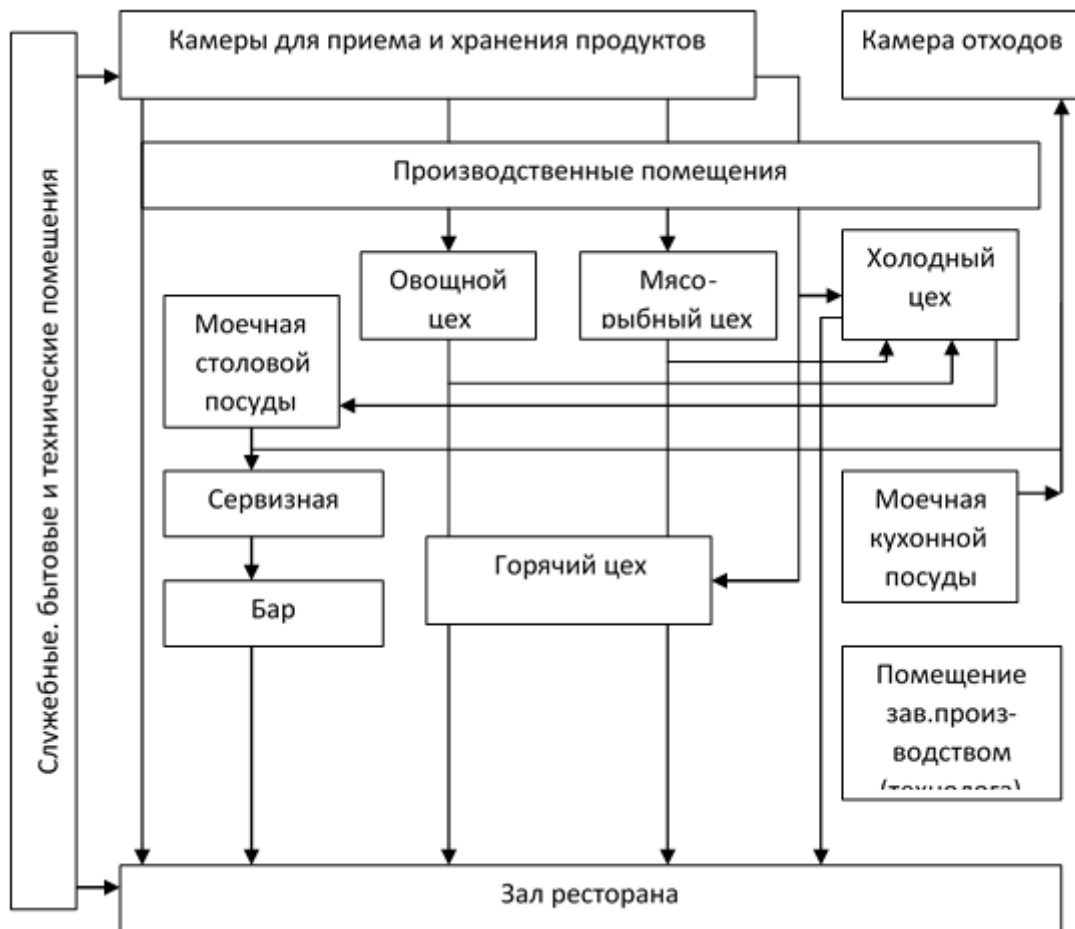 Камеры для приема и хранения продуктов
Камера отходов
Служебные. бытовые и технические помещения
Производственные помещения
Овощной
цех
Мясо-
рыбный цех
Холодный
цех
Моечная
столовой
посуды
Сервизная
Моечная
кухонной
посуды
Горячий цех
Бар
Помещение
зав.произ-
водством
(технолога)
Зал ресторана